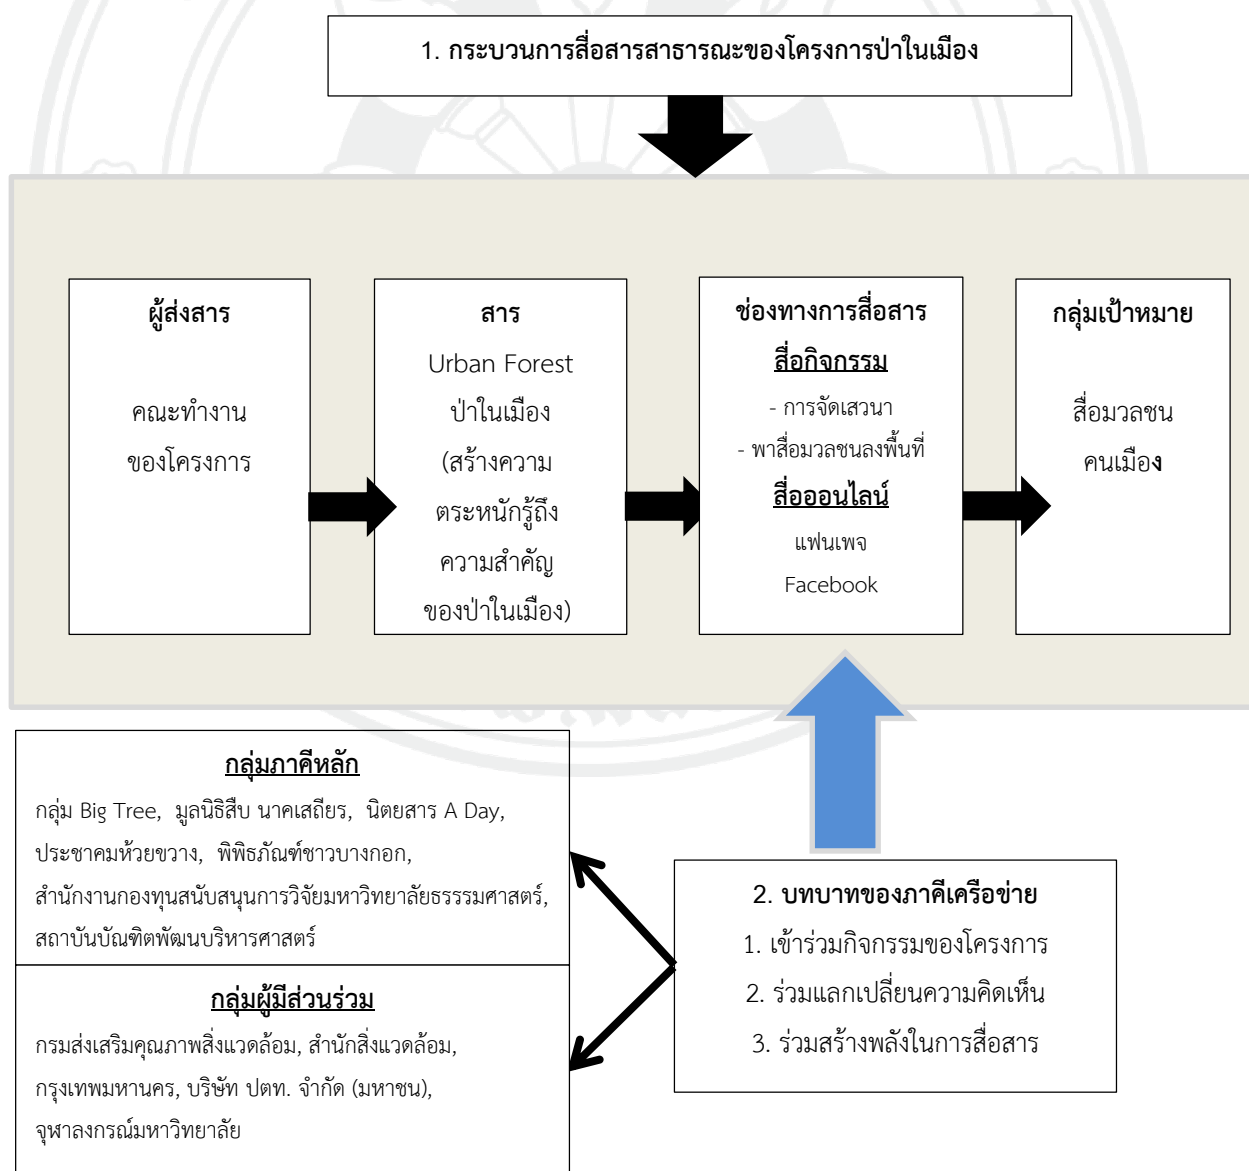 1. กระบวนการสื่อสารสาธารณะของโครงการป่าในเมือง
ผู้ส่งสาร
คณะทำงาน
ของโครงการ
สาร
Urban Forest
ป่าในเมือง
(สร้างความ
ตระหนักรู้ถึง
ความสำคัญ
ของป่าในเมือง)
ช่องทางการสื่อสาร
สื่อกิจกรรม
- การจัดเสวนา
- พาสื่อมวลชนลงพื้นที่
สื่อออนไลน์
แฟนเพจ
Facebook
กลุ่มเป้าหมาย
สื่อมวลชน
คนเมือง
กลุ่มภาคีหลัก
กลุ่ม Big Tree, มูลนิธิสืบ นาคเสถียร, นิตยสาร A Day,
ประชาคมห้วยขวาง, พิพิธภัณฑ์ชาวบางกอก,
สำนักงานกองทุนสนับสนุนการวิจัยมหาวิทยาลัยธรรรมศาสตร์,
สถาบันบัณฑิตพัฒนบริหารศาสตร์
กลุ่มผู้มีส่วนร่วม
กรมส่งเสริมคุณภาพสิ่งแวดล้อม, สำนักสิ่งแวดล้อม,
กรุงเทพมหานคร, บริษัท ปตท. จำกัด (มหาชน),
จุฬาลงกรณ์มหาวิทยาลัย
2. บทบาทของภาคีเครือข่าย
1. เข้าร่วมกิจกรรมของโครงการ
2. ร่วมแลกเปลี่ยนความคิดเห็น
3. ร่วมสร้างพลังในการสื่อสาร